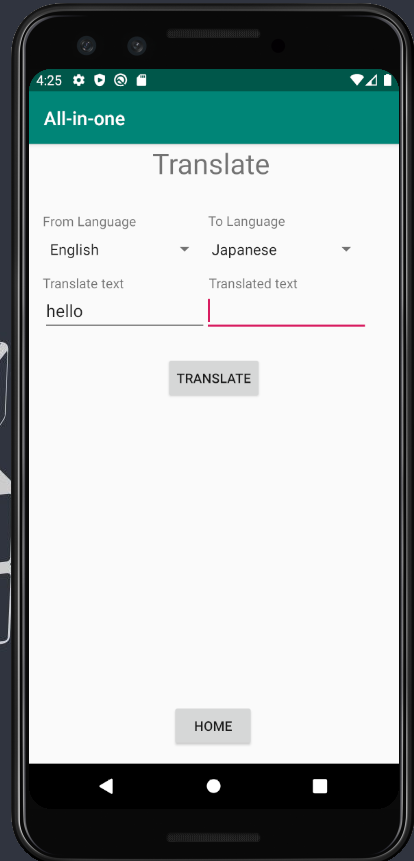 4:25
All-in-one
Translate
From Language To Language
English Japanese
Translate text Translated text
hello
TRANSLATE
HOME